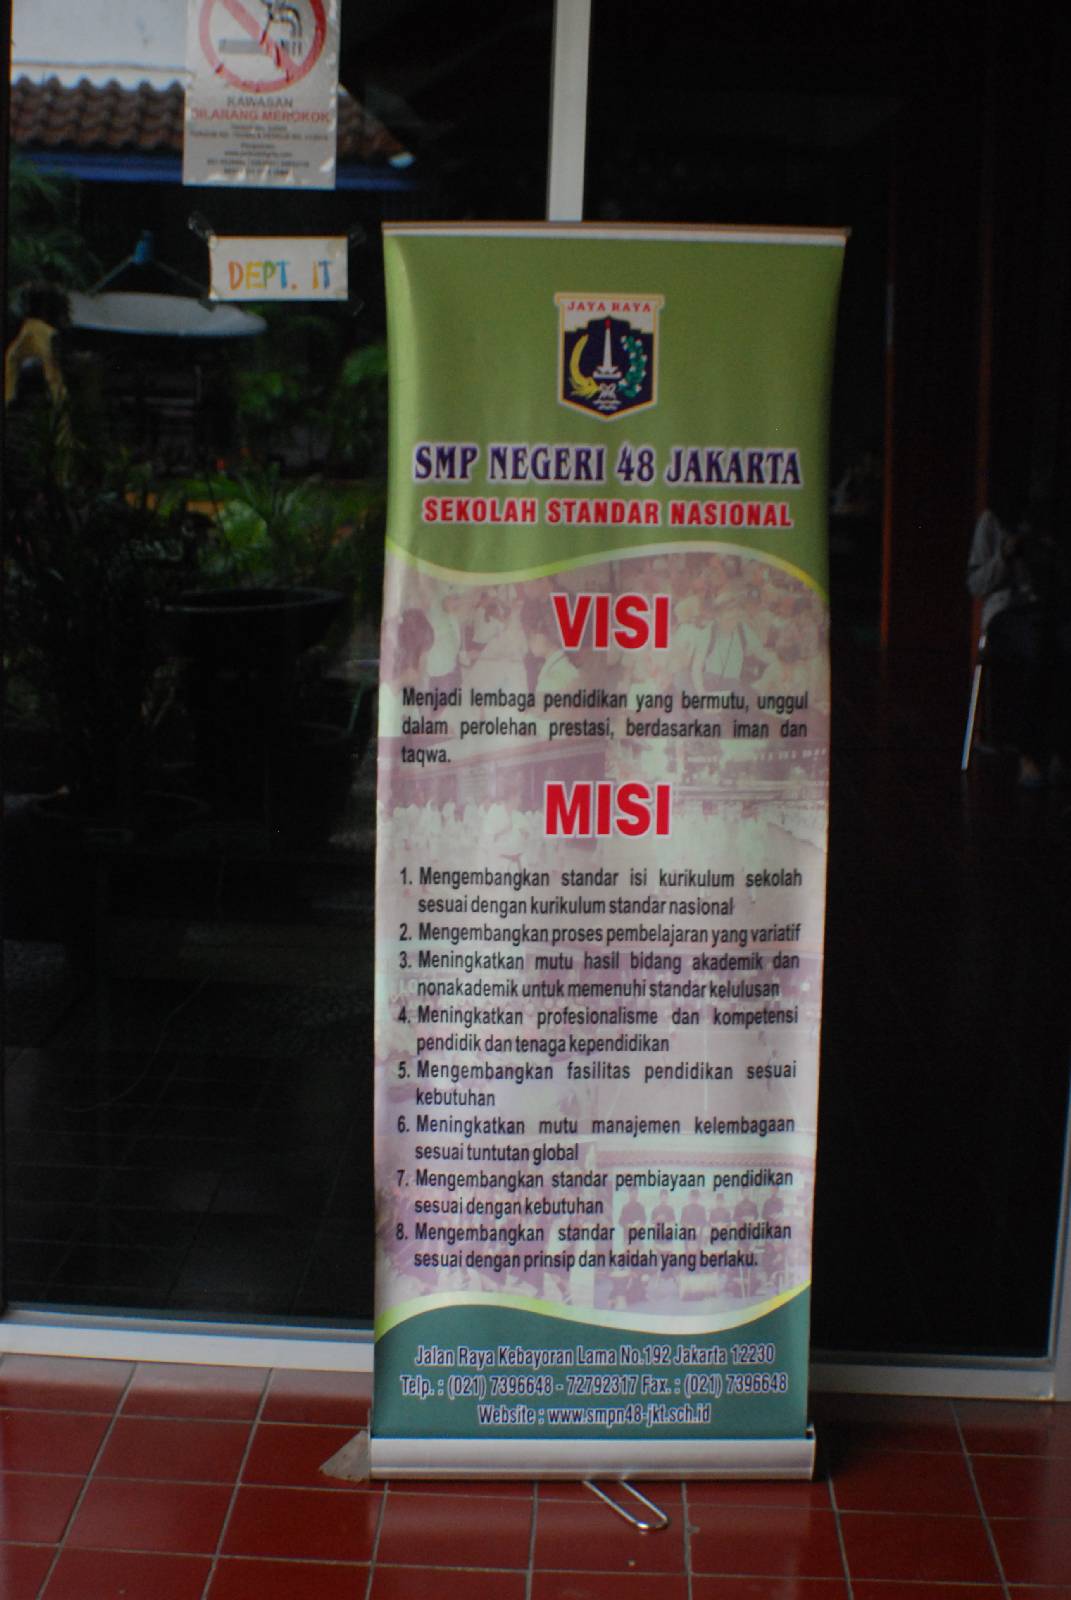 KAWASAN
DILARANG MEROKOK
DEPT. IT
JAYA RAYA
SMP NEGERI 48 JAKARTA
SEKOLAH STANDAR NASIONAL
VISI
Menjadi lembaga pendidikan yang bermutu, unggul
dalam perolehan prestasi, berdasarkan iman dan
taqwa.
MISI
1. Mengembangkan standar isi kurikulum sekolah
sesuai dengan kurikulum standar nasional
2. Mengembangkan proses pembelajaran yang variatif
3. Meningkatkan mutu hasil bidang akademik dan
nonakademik untuk memenuhi standar kelulusan
4. Meningkatkan profesionalisme dan kompetensi
pendidik dan tenaga kependidikan
5. Mengembangkan fasilitas pendidikan sesuai
kebutuhan
6. Meningkatkan mutu manajemen kelembagaan
sesuai tuntutan global
7. Mengembangkan standar pembiayaan pendidikan
sesuai dengan kebutuhan
8. Mengembangkan standar penilaian pendidikan
sesuai dengan prinsip dan kaidah yang berlaku.
Jalan Raya Kebayoran Lama No.192 Jakarta 12230
Telp. : (021) 7396648 - 72792317 Fax. : (021) 7396648
Website : www.smpn48-jkt.sch.id